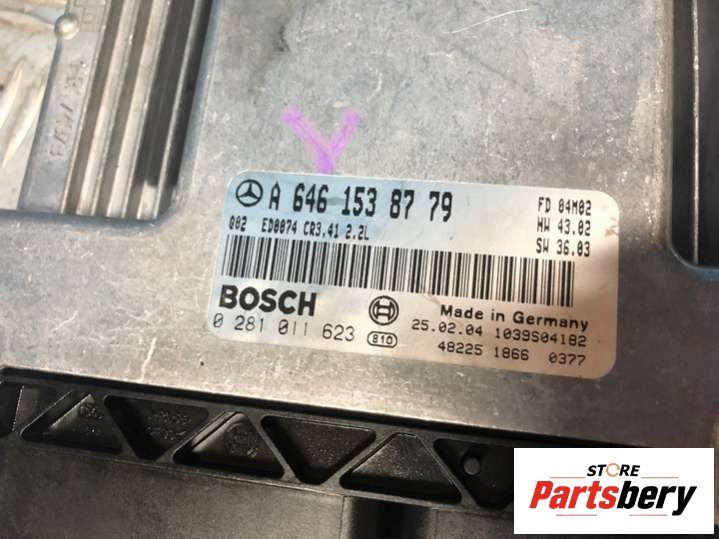 Y
A 646 153 87 79
FD 04M02
Q02 ED0074 CR3.41 2.2L
HW 43.02
SW 36.03
BOSCH
Made in Germany
0 281 011 623 810
25.02.04 1039S04182
48225 1866 0377
STORE
Partsbery